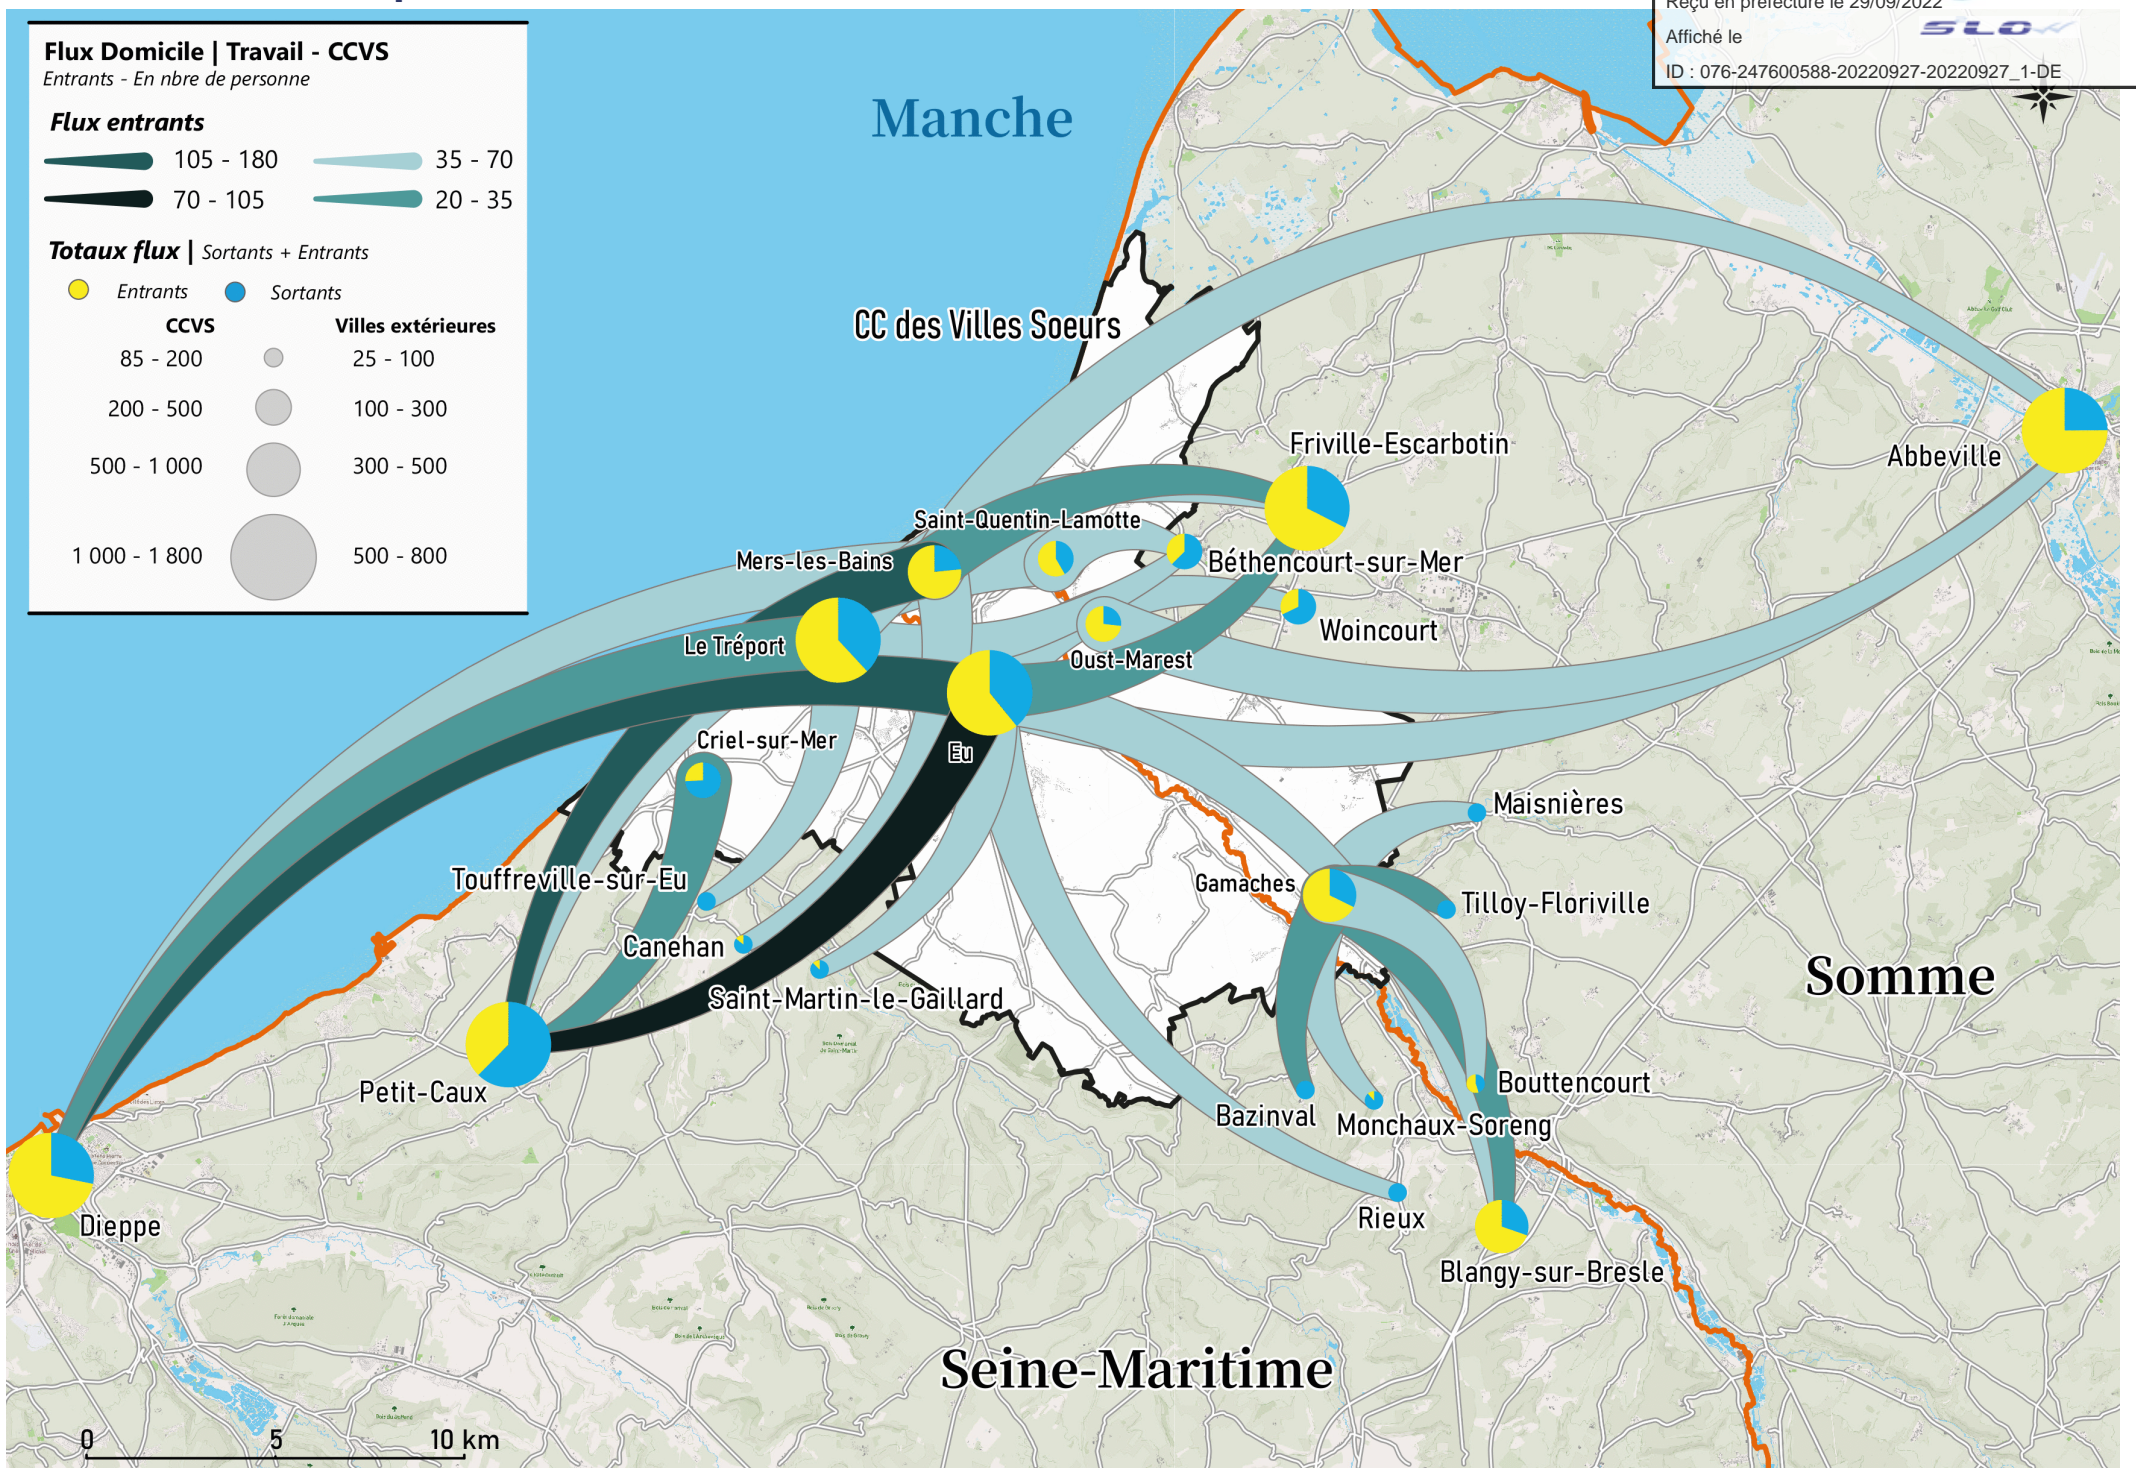 Reçu en préfecture le 29/09/2022
Affiché le
SLOW
ID : 076-247600588-20220927-20220927_1-DE
Flux Domicile | Travail - CCVS
Entrants - En nbre de personne
Flux entrants
105 - 180
35 - 70
70 - 105
20 - 35
Totaux flux | Sortants + Entrants
Entrants
Sortants
CCVS
Villes extérieures
85 - 200
25 - 100
200 - 500
100 - 300
500 - 1 000
300 - 500
1 000 - 1 800
500 - 800
Manche
CC des Villes Soeurs
Friville-Escarbotin
Abbeville
Saint-Quentin-Lamotte
Mers-les-Bains
Béthencourt-sur-Mer
Woincourt
Le Tréport
Oust-Marest
Criel-sur-Mer
Eu
Maisnières
Touffreville-sur-Eu
Gamaches
Tilloy-Floriville
Canehan
Somme
Saint-Martin-le-Gaillard
Petit-Caux
Bouttencourt
Bazinval
Monchaux-Soreng
Dieppe
Rieux
Blangy-sur-Bresle
Seine-Maritime
0 5 10 km